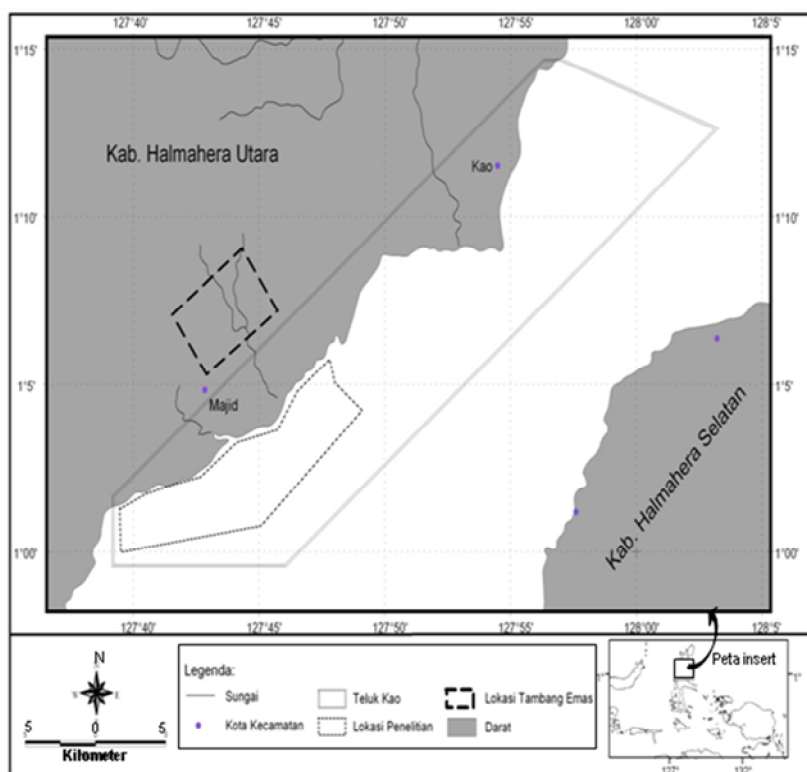 127°40'
127°45'
127°50'
127°55'
128°00'
128°5'
1°15'
1°15'
Kab. Halmahera Utara
Kao
1°10'
1°10'
1°5'
1°5'
Majid
Kab. Halmahera Selatan
1°00'
1°00'
127°40'
127°45'
127°50'
127°55'
128°00'
128°5'
N
W
E
S
5
0
5
Kilometer
Legenda:
Sungai
Teluk Kao
Lokasi Tambang Emas
Kota Kecamatan
Lokasi Penelitian
Darat
Peta insert
1°
1°
127°